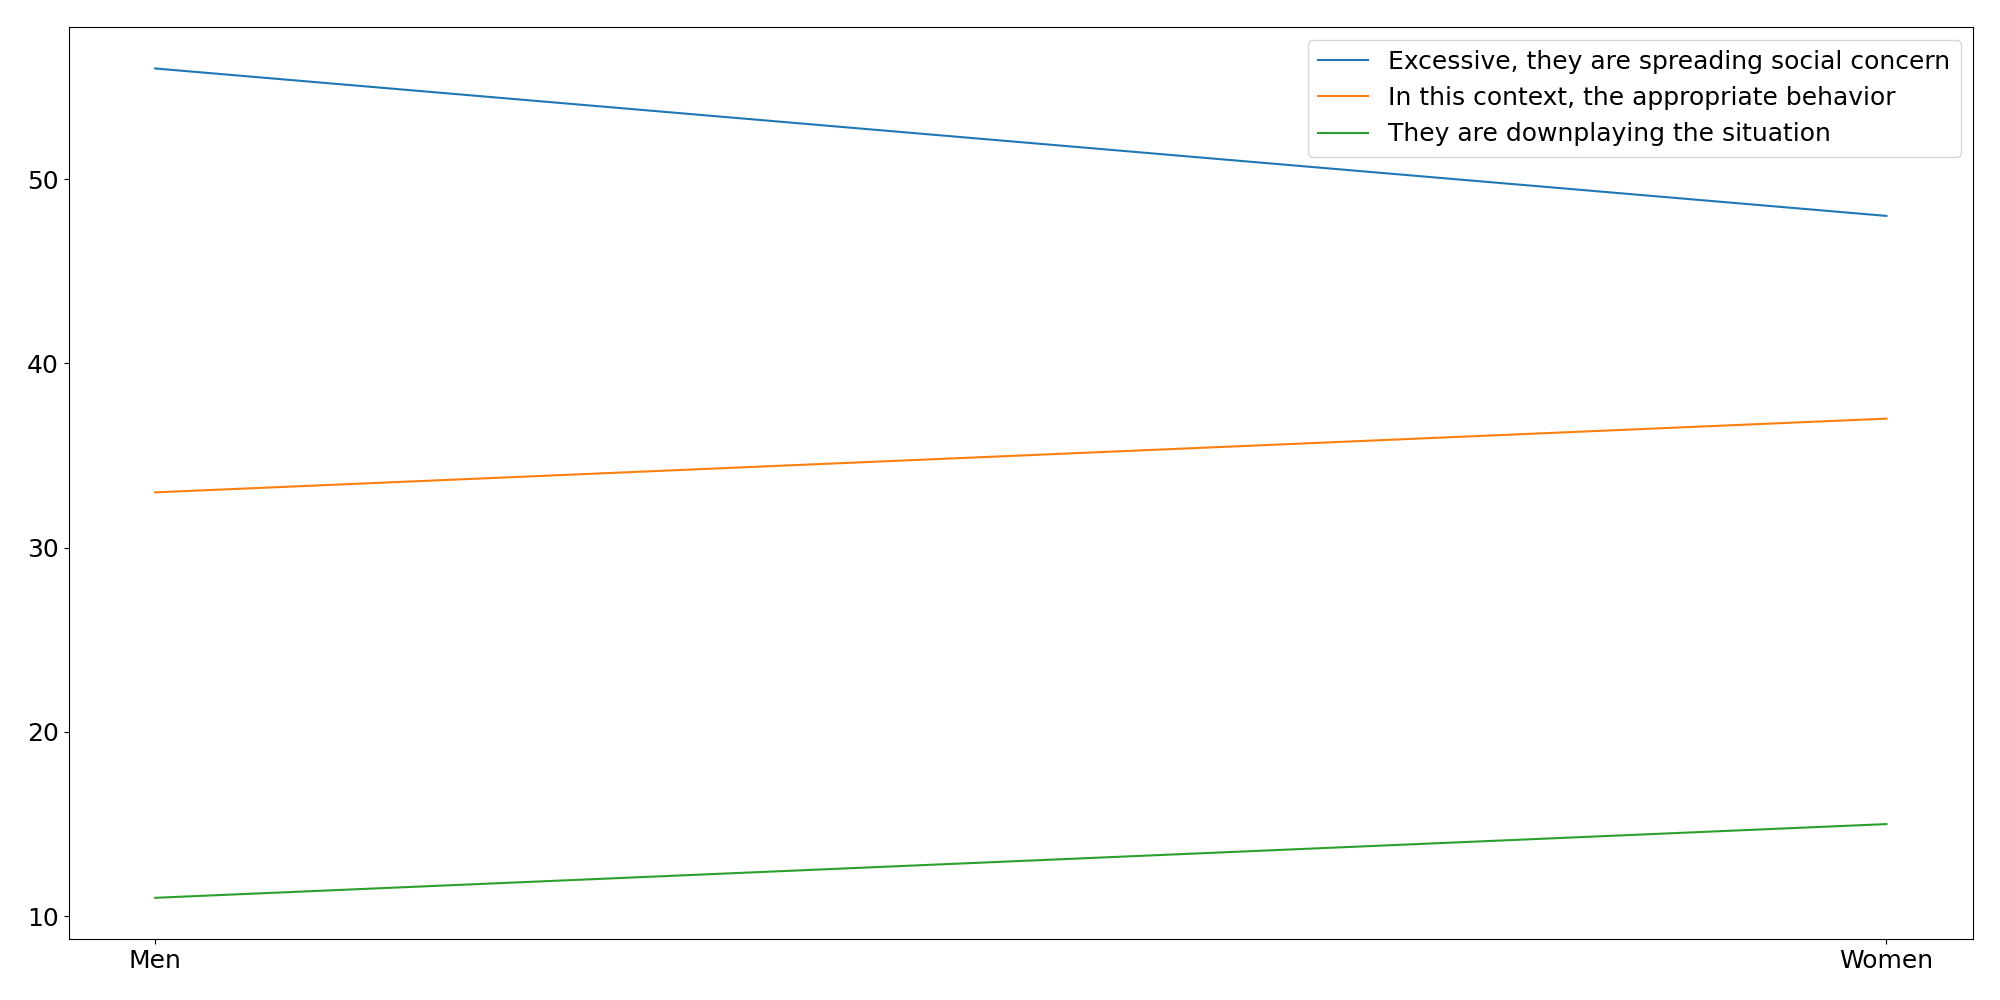 Excessive, they are spreading social concern
In this context, the appropriate behavior
They are downplaying the situation
50
40
30
20
10
Men Women